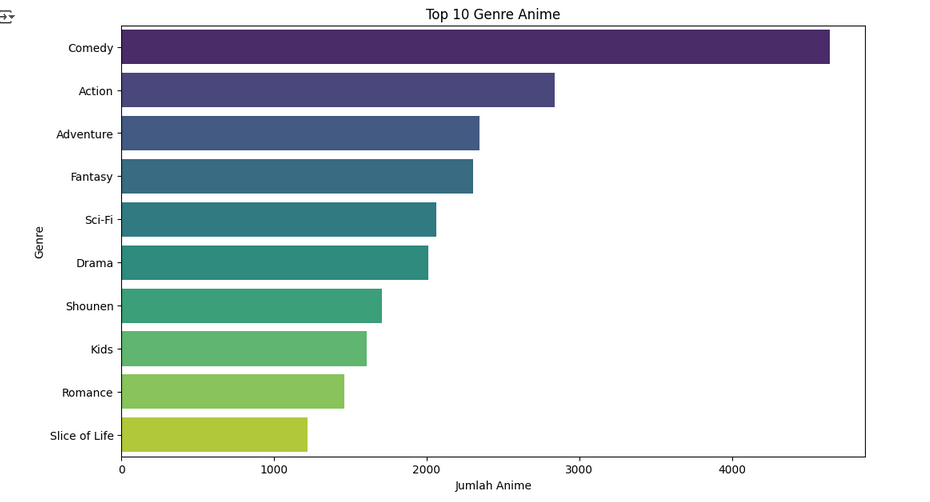 Top 10 Genre Anime
Comedy
Action
Adventure
Fantasy
Sci-Fi
Drama
Shounen
Kids
Romance
Slice of Life
Genre
0 1000 2000 3000 4000
Jumlah Anime